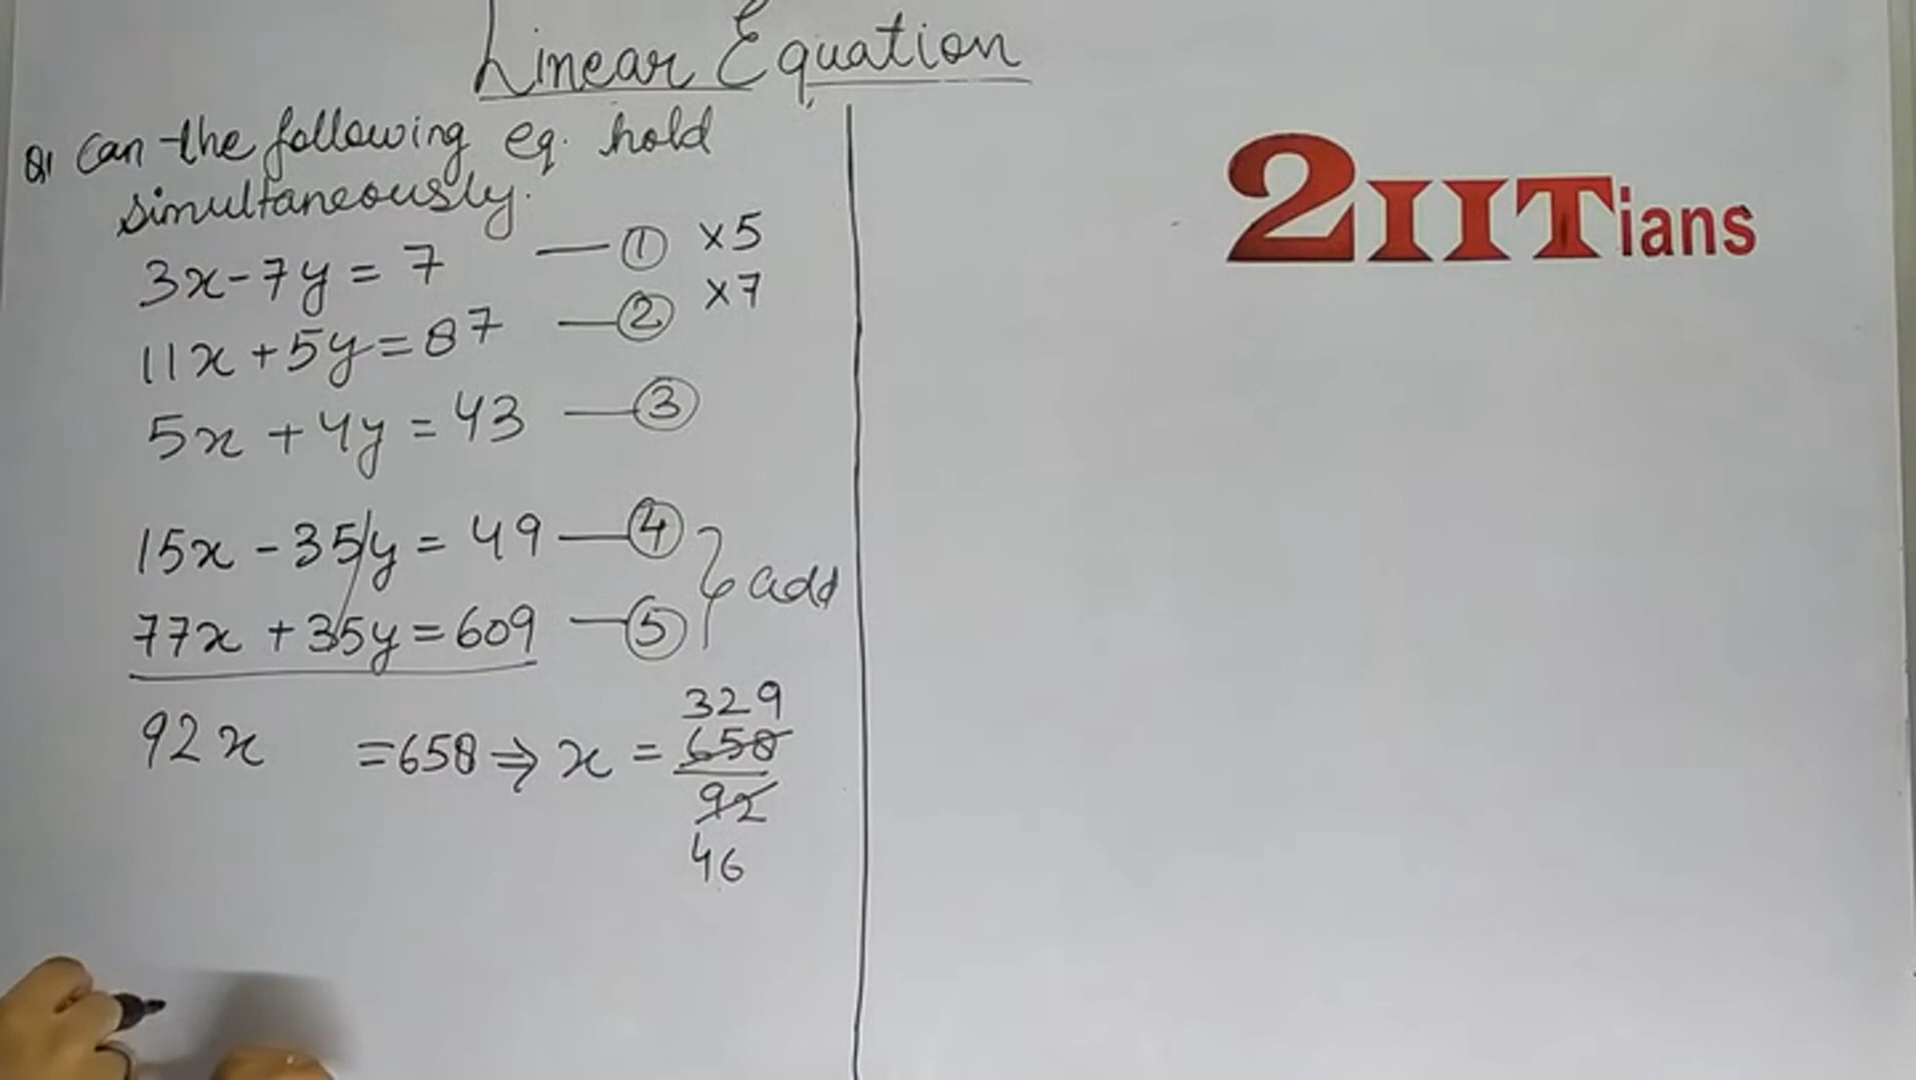 Linear Equation
Q1 Can the following eq. hold
simultaneously.
3x - 7y = 7 — ① ×5
11x + 5y = 87 — ② ×7
5x + 4y = 43 — ③
15x - 35y = 49 — ④
77x + 35y = 609 — ⑤ add
92x = 658 ⇒ x = 658/92
329
46
2IITians